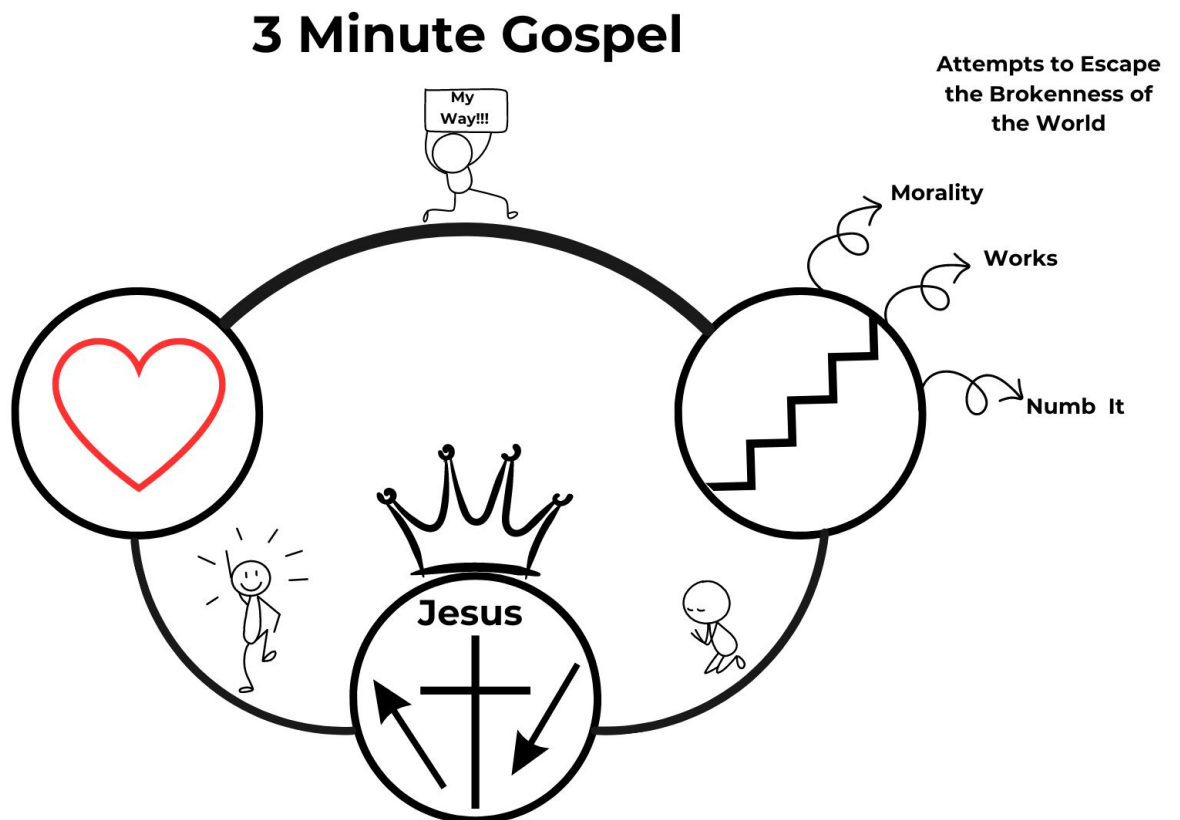 3 Minute Gospel
Attempts to Escape
the Brokenness of
the World
My
Way!!!
Morality
Works
Numb It
Jesus